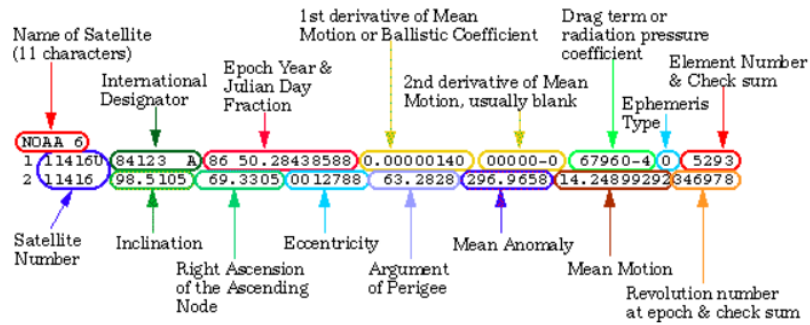 Name of Satellite
(11 characters)
International
Designator
Epoch Year &
Julian Day
Fraction
1st derivative of Mean
Motion or Ballistic Coefficient
2nd derivative of Mean
Motion, usually blank
Drag term or
radiation pressure
coefficient
Ephemeris
Type
Element Number
& Check sum
NOAA 6
1 11416U 84123 A 86 50.28438588 0.00000140 00000-0 67960-4 0 5293
2 11416 98.5105 69.3305 0012788 63.2828 296.9658 14.24899292 346978
Satellite
Number
Inclination
Right Ascension
of the Ascending
Node
Eccentricity
Argument
of Perigee
Mean Anomaly
Mean Motion
Revolution number
at epoch & check sum